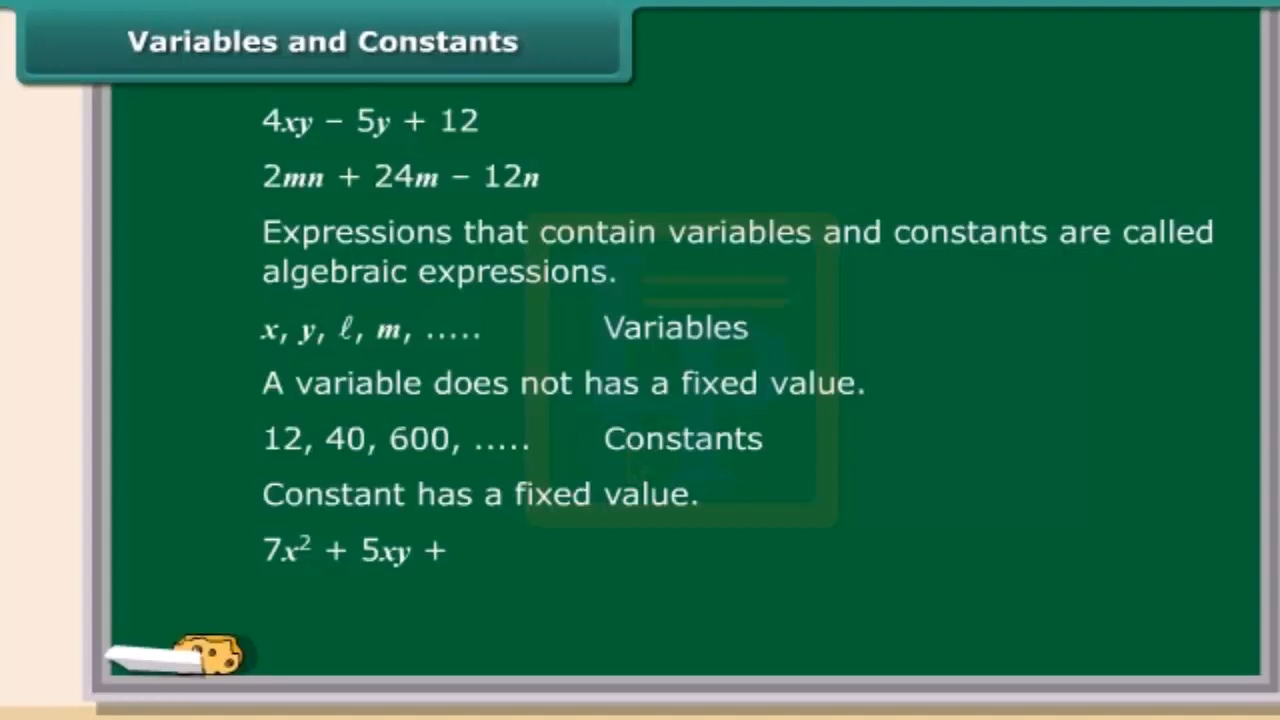 Variables and Constants
4xy − 5y + 12
2mn + 24m − 12n
Expressions that contain variables and constants are called
algebraic expressions.
x, y, ℓ, m, ..... Variables
A variable does not has a fixed value.
12, 40, 600, ..... Constants
Constant has a fixed value.
7x² + 5xy +